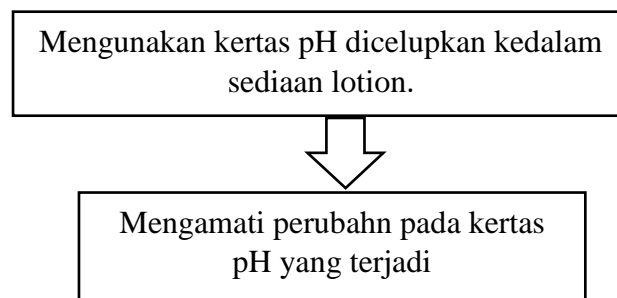 Mengunakan kertas pH dicelupkan kedalam
sediaan lotion.
Mengamati perubahn pada kertas
pH yang terjadi